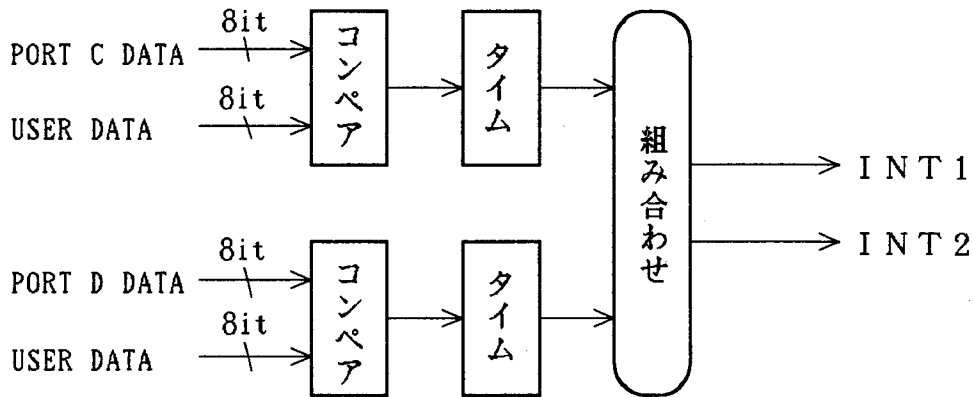 8it
PORT C DATA
8it
USER DATA
コンペア
タイム
組み合わせ
INT1
INT2
8it
PORT D DATA
8it
USER DATA
コンペア
タイム